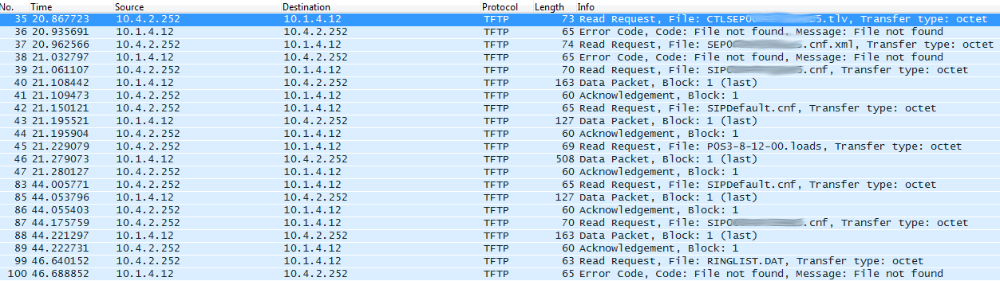 No. Time Source Destination Protocol Length Info
35 20.867723 10.4.2.252 10.1.4.12 TFTP 73 Read Request, File: CTLSEP0 5.tlv, Transfer type: octet
36 20.935691 10.1.4.12 10.4.2.252 TFTP 65 Error Code, Code: File not found, Message: File not found
37 20.962566 10.4.2.252 10.1.4.12 TFTP 74 Read Request, File: SEP0 .cnf.xml, Transfer type: octet
38 21.032797 10.1.4.12 10.4.2.252 TFTP 65 Error Code, Code: File not found, Message: File not found
39 21.061107 10.4.2.252 10.1.4.12 TFTP 70 Read Request, File: SIP 5.cnf, Transfer type: octet
40 21.108442 10.1.4.12 10.4.2.252 TFTP 163 Data Packet, Block: 1 (last)
41 21.109473 10.4.2.252 10.1.4.12 TFTP 60 Acknowledgement, Block: 1
42 21.150121 10.4.2.252 10.1.4.12 TFTP 65 Read Request, File: SIPDefault.cnf, Transfer type: octet
43 21.195521 10.1.4.12 10.4.2.252 TFTP 127 Data Packet, Block: 1 (last)
44 21.195904 10.4.2.252 10.1.4.12 TFTP 60 Acknowledgement, Block: 1
45 21.229079 10.4.2.252 10.1.4.12 TFTP 69 Read Request, File: P0S3-8-12-00.loads, Transfer type: octet
46 21.279073 10.1.4.12 10.4.2.252 TFTP 508 Data Packet, Block: 1 (last)
47 21.280127 10.4.2.252 10.1.4.12 TFTP 60 Acknowledgement, Block: 1
83 44.005771 10.4.2.252 10.1.4.12 TFTP 65 Read Request, File: SIPDefault.cnf, Transfer type: octet
85 44.053796 10.1.4.12 10.4.2.252 TFTP 127 Data Packet, Block: 1 (last)
86 44.055403 10.4.2.252 10.1.4.12 TFTP 60 Acknowledgement, Block: 1
87 44.175759 10.4.2.252 10.1.4.12 TFTP 70 Read Request, File: SIP0 .cnf, Transfer type: octet
88 44.221297 10.1.4.12 10.4.2.252 TFTP 163 Data Packet, Block: 1 (last)
89 44.222731 10.4.2.252 10.1.4.12 TFTP 60 Acknowledgement, Block: 1
99 46.640152 10.4.2.252 10.1.4.12 TFTP 63 Read Request, File: RINGLIST.DAT, Transfer type: octet
100 46.688852 10.1.4.12 10.4.2.252 TFTP 65 Error Code, Code: File not found, Message: File not found